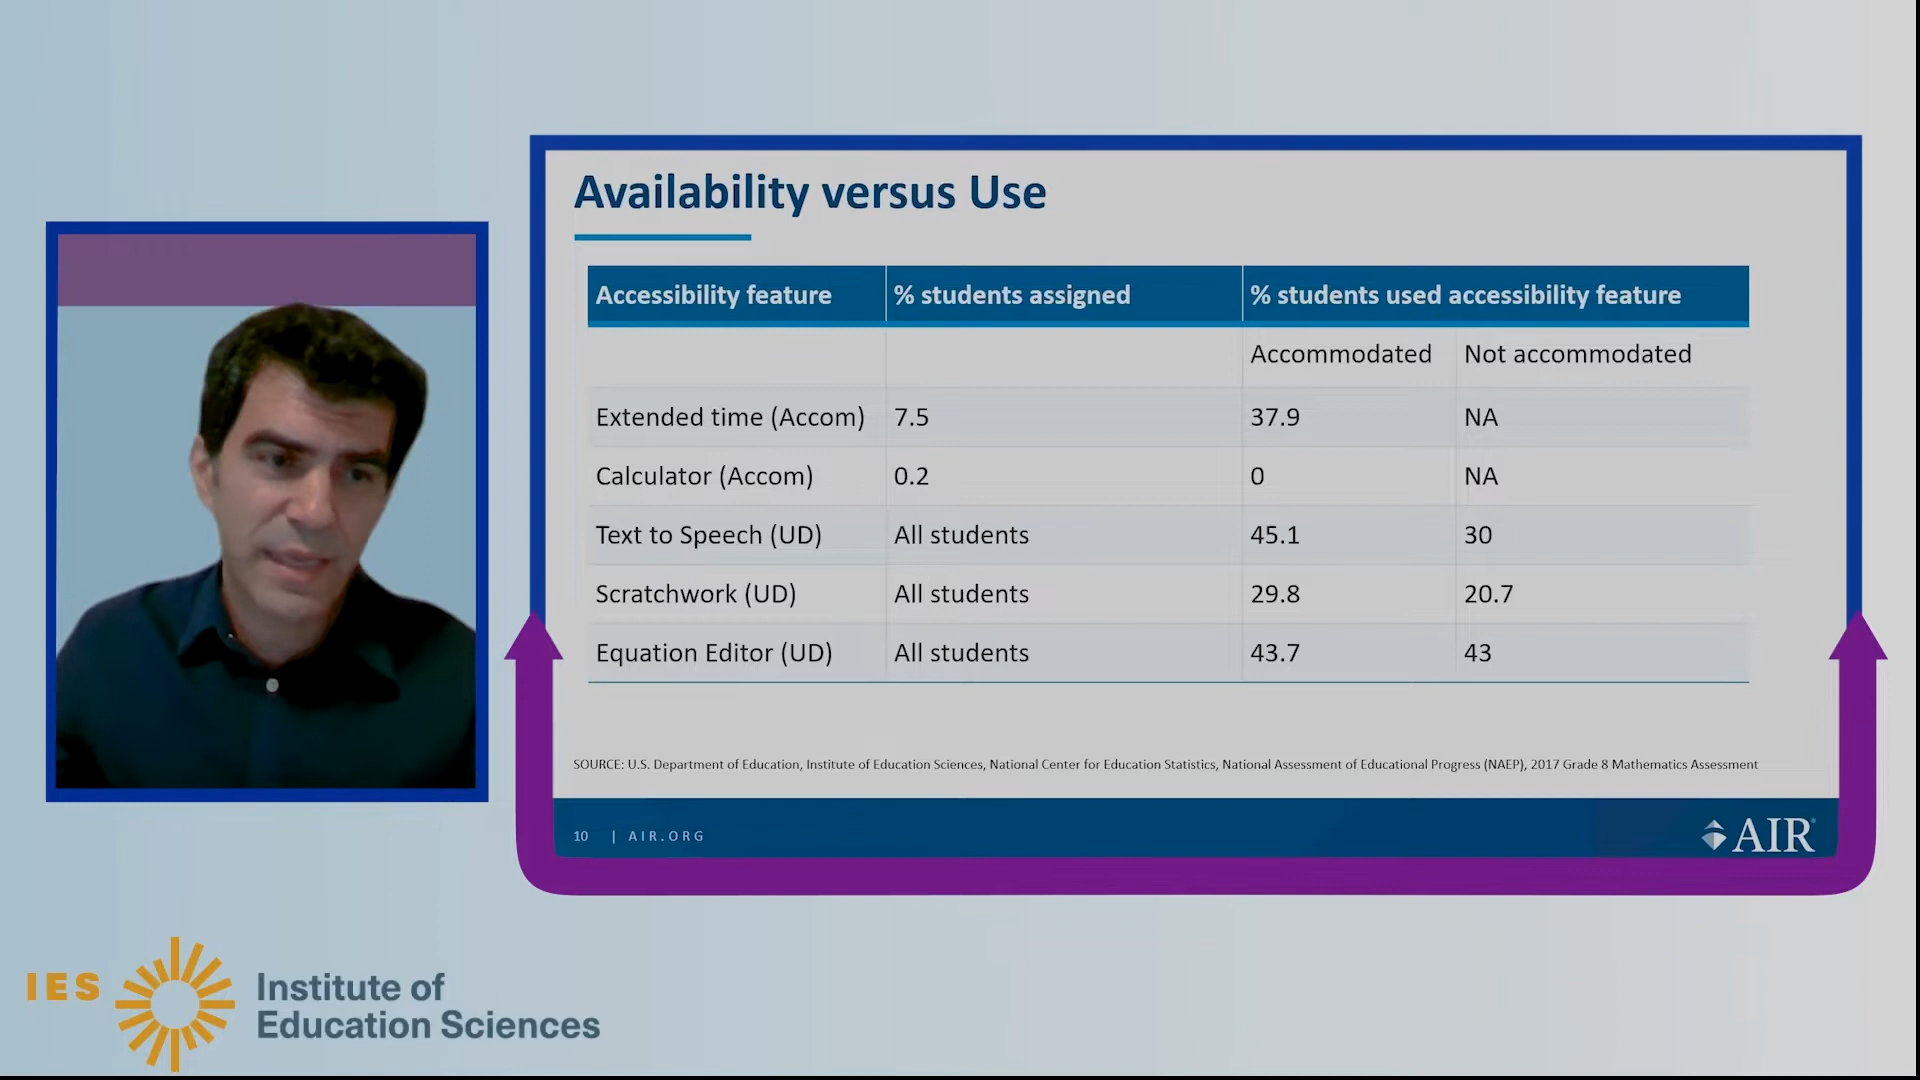 Availability versus Use
Accessibility feature % students assigned % students used accessibility feature
Accommodated Not accommodated
Extended time (Accom) 7.5 37.9 NA
Calculator (Accom) 0.2 0 NA
Text to Speech (UD) All students 45.1 30
Scratchwork (UD) All students 29.8 20.7
Equation Editor (UD) All students 43.7 43
SOURCE: U.S. Department of Education, Institute of Education Sciences, National Center for Education Statistics, National Assessment of Educational Progress (NAEP), 2017 Grade 8 Mathematics Assessment
10 | AIR.ORG
AIR
IES
Institute of
Education Sciences